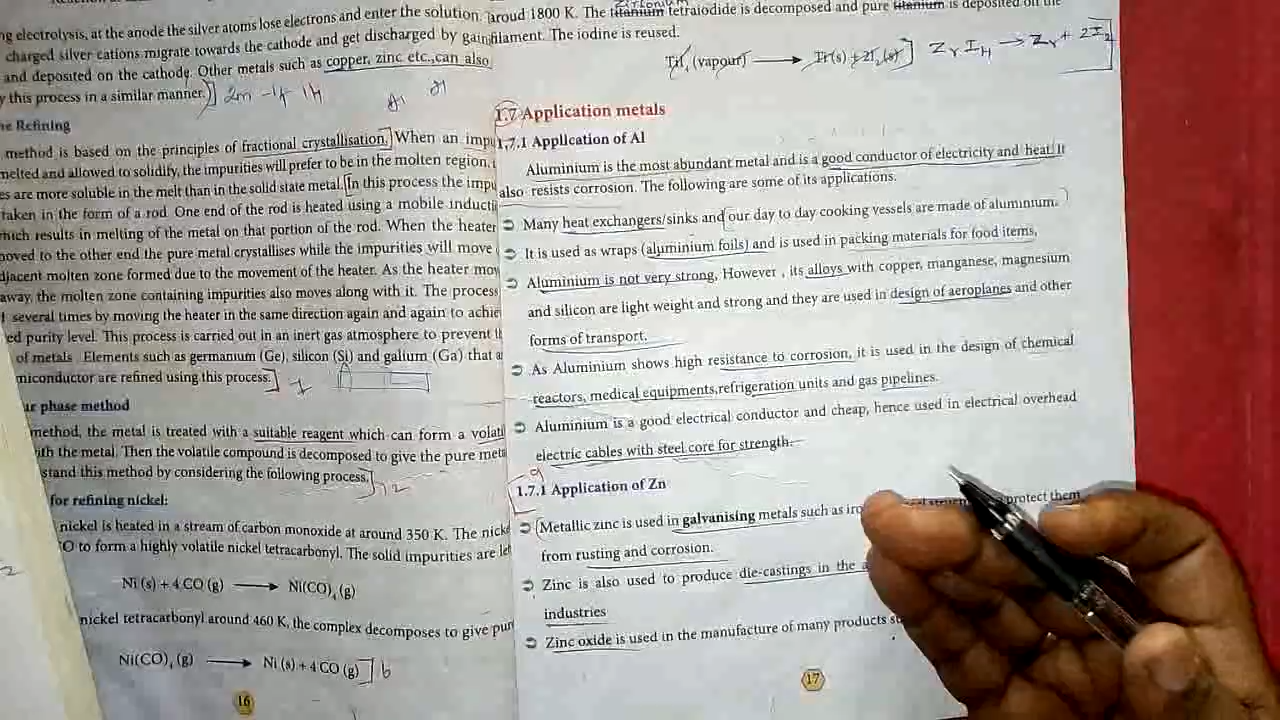 ng electrolysis, at the anode the silver atoms lose electrons and enter the solution.
charged silver cations migrate towards the cathode and get discharged by gain
and deposited on the cathode. Other metals such as copper, zinc etc.,can also
y this process in a similar manner.
Refining
method is based on the principles of fractional crystallisation. When an impu
melted and allowed to solidify, the impurities will prefer to be in the molten region.
es are more soluble in the melt than in the solid state metal. In this process the impu
taken in the form of a rod. One end of the rod is heated using a mobile inducti
which results in melting of the metal on that portion of the rod. When the heater
moved to the other end the pure metal crystallises while the impurities will move
djacent molten zone formed due to the movement of the heater. As the heater mov
away, the molten zone containing impurities also moves along with it. The process
several times by moving the heater in the same direction again and again to achie
ed purity level. This process is carried out in an inert gas atmosphere to prevent
of metals . Elements such as germanium (Ge), silicon (Si) and galium (Ga) that a
miconductor are refined using this process.
phase method
method, the metal is treated with a suitable reagent which can form a volati
ith the metal. Then the volatile compound is decomposed to give the pure meta
stand this method by considering the following process. 12
for refining nickel:
nickel is heated in a stream of carbon monoxide at around 350 K. The nick
O to form a highly volatile nickel tetracarbonyl. The solid impurities are le
Ni (s) + 4 CO (g) ⟶ Ni(CO)₄ (g)
nickel tetracarbonyl around 460 K, the complex decomposes to give pur
Ni(CO)₄ (g) ⟶ Ni (s) + 4 CO (g) 6
16
Zirconium
aroud 1800 K. The titanium tetraiodide is decomposed and pure titanium is deposited on the
filament. The iodine is reused.
TiI₄ (vapour) ⟶ Ti(s) + 2I₂(s) ZrI₄ → Zr + 2I₂
1.7 Application metals
1.7.1 Application of Al
Aluminium is the most abundant metal and is a good conductor of electricity and heat. It
also resists corrosion. The following are some of its applications.
Many heat exchangers/sinks and our day to day cooking vessels are made of aluminium.
It is used as wraps (aluminium foils) and is used in packing materials for food items,
Aluminium is not very strong, However , its alloys with copper, manganese, magnesium
and silicon are light weight and strong and they are used in design of aeroplanes and other
forms of transport.
As Aluminium shows high resistance to corrosion, it is used in the design of chemical
reactors, medical equipments,refrigeration units and gas pipelines.
Aluminium is a good electrical conductor and cheap, hence used in electrical overhead
electric cables with steel core for strength.
1.7.1 Application of Zn
Metallic zinc is used in galvanising metals such as protect them
from rusting and corrosion.
Zinc is also used to produce die-castings in the
industries
Zinc oxide is used in the manufacture of many products
17